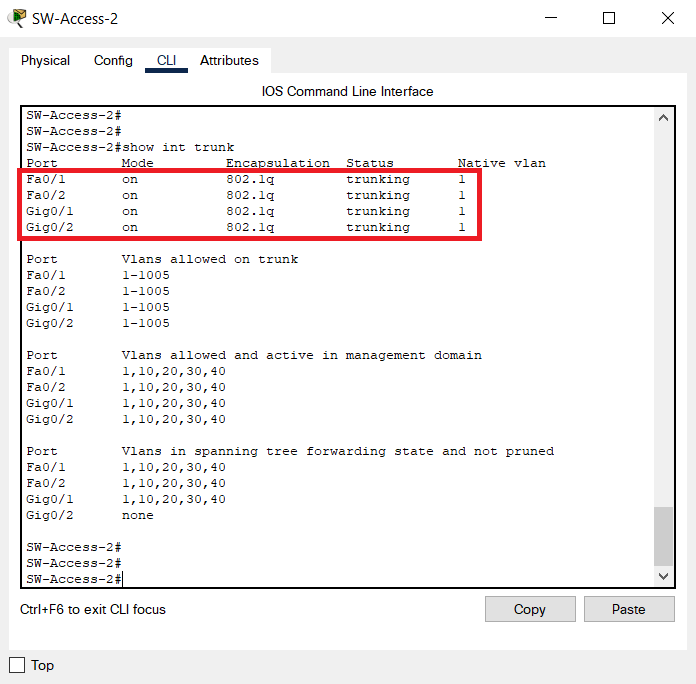 SW-Access-2
Physical Config CLI Attributes
IOS Command Line Interface
SW-Access-2#
SW-Access-2#
SW-Access-2#show int trunk
Port Mode Encapsulation Status Native vlan
Fa0/1 on 802.1q trunking 1
Fa0/2 on 802.1q trunking 1
Gig0/1 on 802.1q trunking 1
Gig0/2 on 802.1q trunking 1
Port Vlans allowed on trunk
Fa0/1 1-1005
Fa0/2 1-1005
Gig0/1 1-1005
Gig0/2 1-1005
Port Vlans allowed and active in management domain
Fa0/1 1,10,20,30,40
Fa0/2 1,10,20,30,40
Gig0/1 1,10,20,30,40
Gig0/2 1,10,20,30,40
Port Vlans in spanning tree forwarding state and not pruned
Fa0/1 1,10,20,30,40
Fa0/2 1,10,20,30,40
Gig0/1 1,10,20,30,40
Gig0/2 none
SW-Access-2#
SW-Access-2#
SW-Access-2#
Ctrl+F6 to exit CLI focus Copy Paste
Top